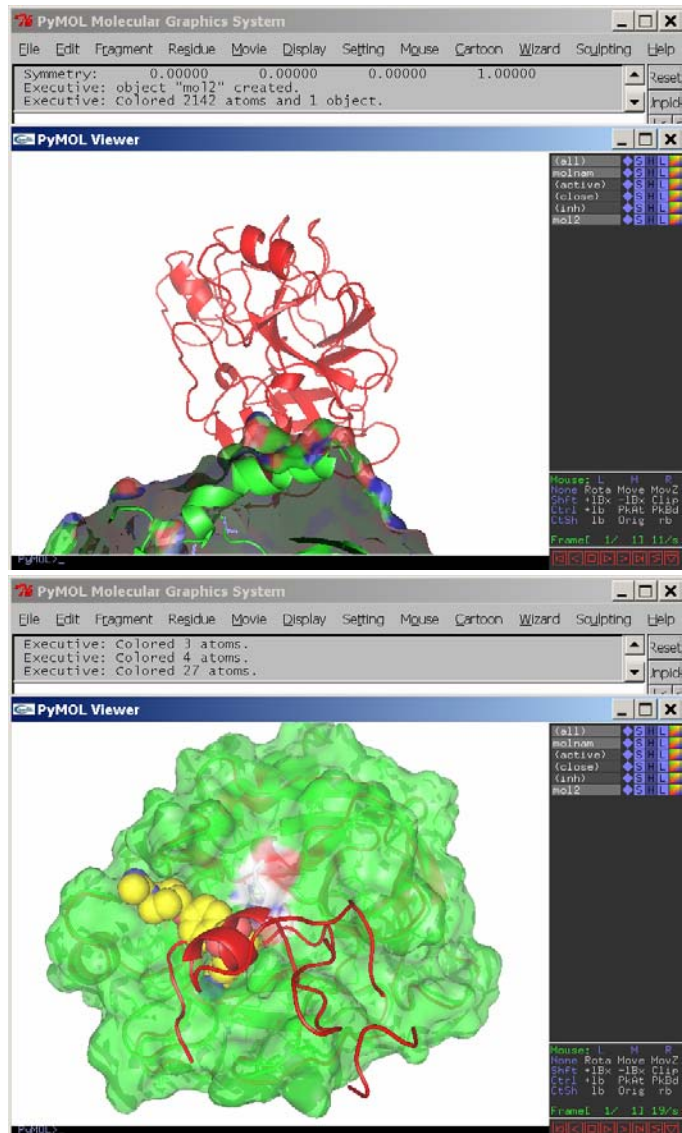 PyMOL Molecular Graphics System
File Edit Fragment Residue Movie Display Setting Mouse Cartoon Wizard Sculpting Help
Symmetry: 0.00000 0.00000 0.00000 1.00000
Executive: object "mol2" created.
Executive: Colored 2142 atoms and 1 object.
Reset
Unpick
PyMOL Viewer
(all) S H L
molnam S H L
(active) S H L
(close) S H L
(inh) S H L
mol2 S H L
Mouse: L M R
None Rota Move MovZ
Shft +lBx -lBx Clip
Ctrl +lb PkAt PkBd
CtSh lb Orig rb
Frame[ 1/ 1] 11/s
PyMOL>_
PyMOL Molecular Graphics System
File Edit Fragment Residue Movie Display Setting Mouse Cartoon Wizard Sculpting Help
Executive: Colored 3 atoms.
Executive: Colored 4 atoms.
Executive: Colored 27 atoms.
Reset
PyMOL Viewer
(all) S H L
molnam S H L
(active) S H L
(close) S H L
(inh) S H L
mol2 S H L
Mouse: L M R
None Rota Move MovZ
Shft +lBx -lBx Clip
Ctrl +lb PkAt PkBd
CtSh lb Orig rb
Frame[ 1/ 1] 19/s
PyMOL>